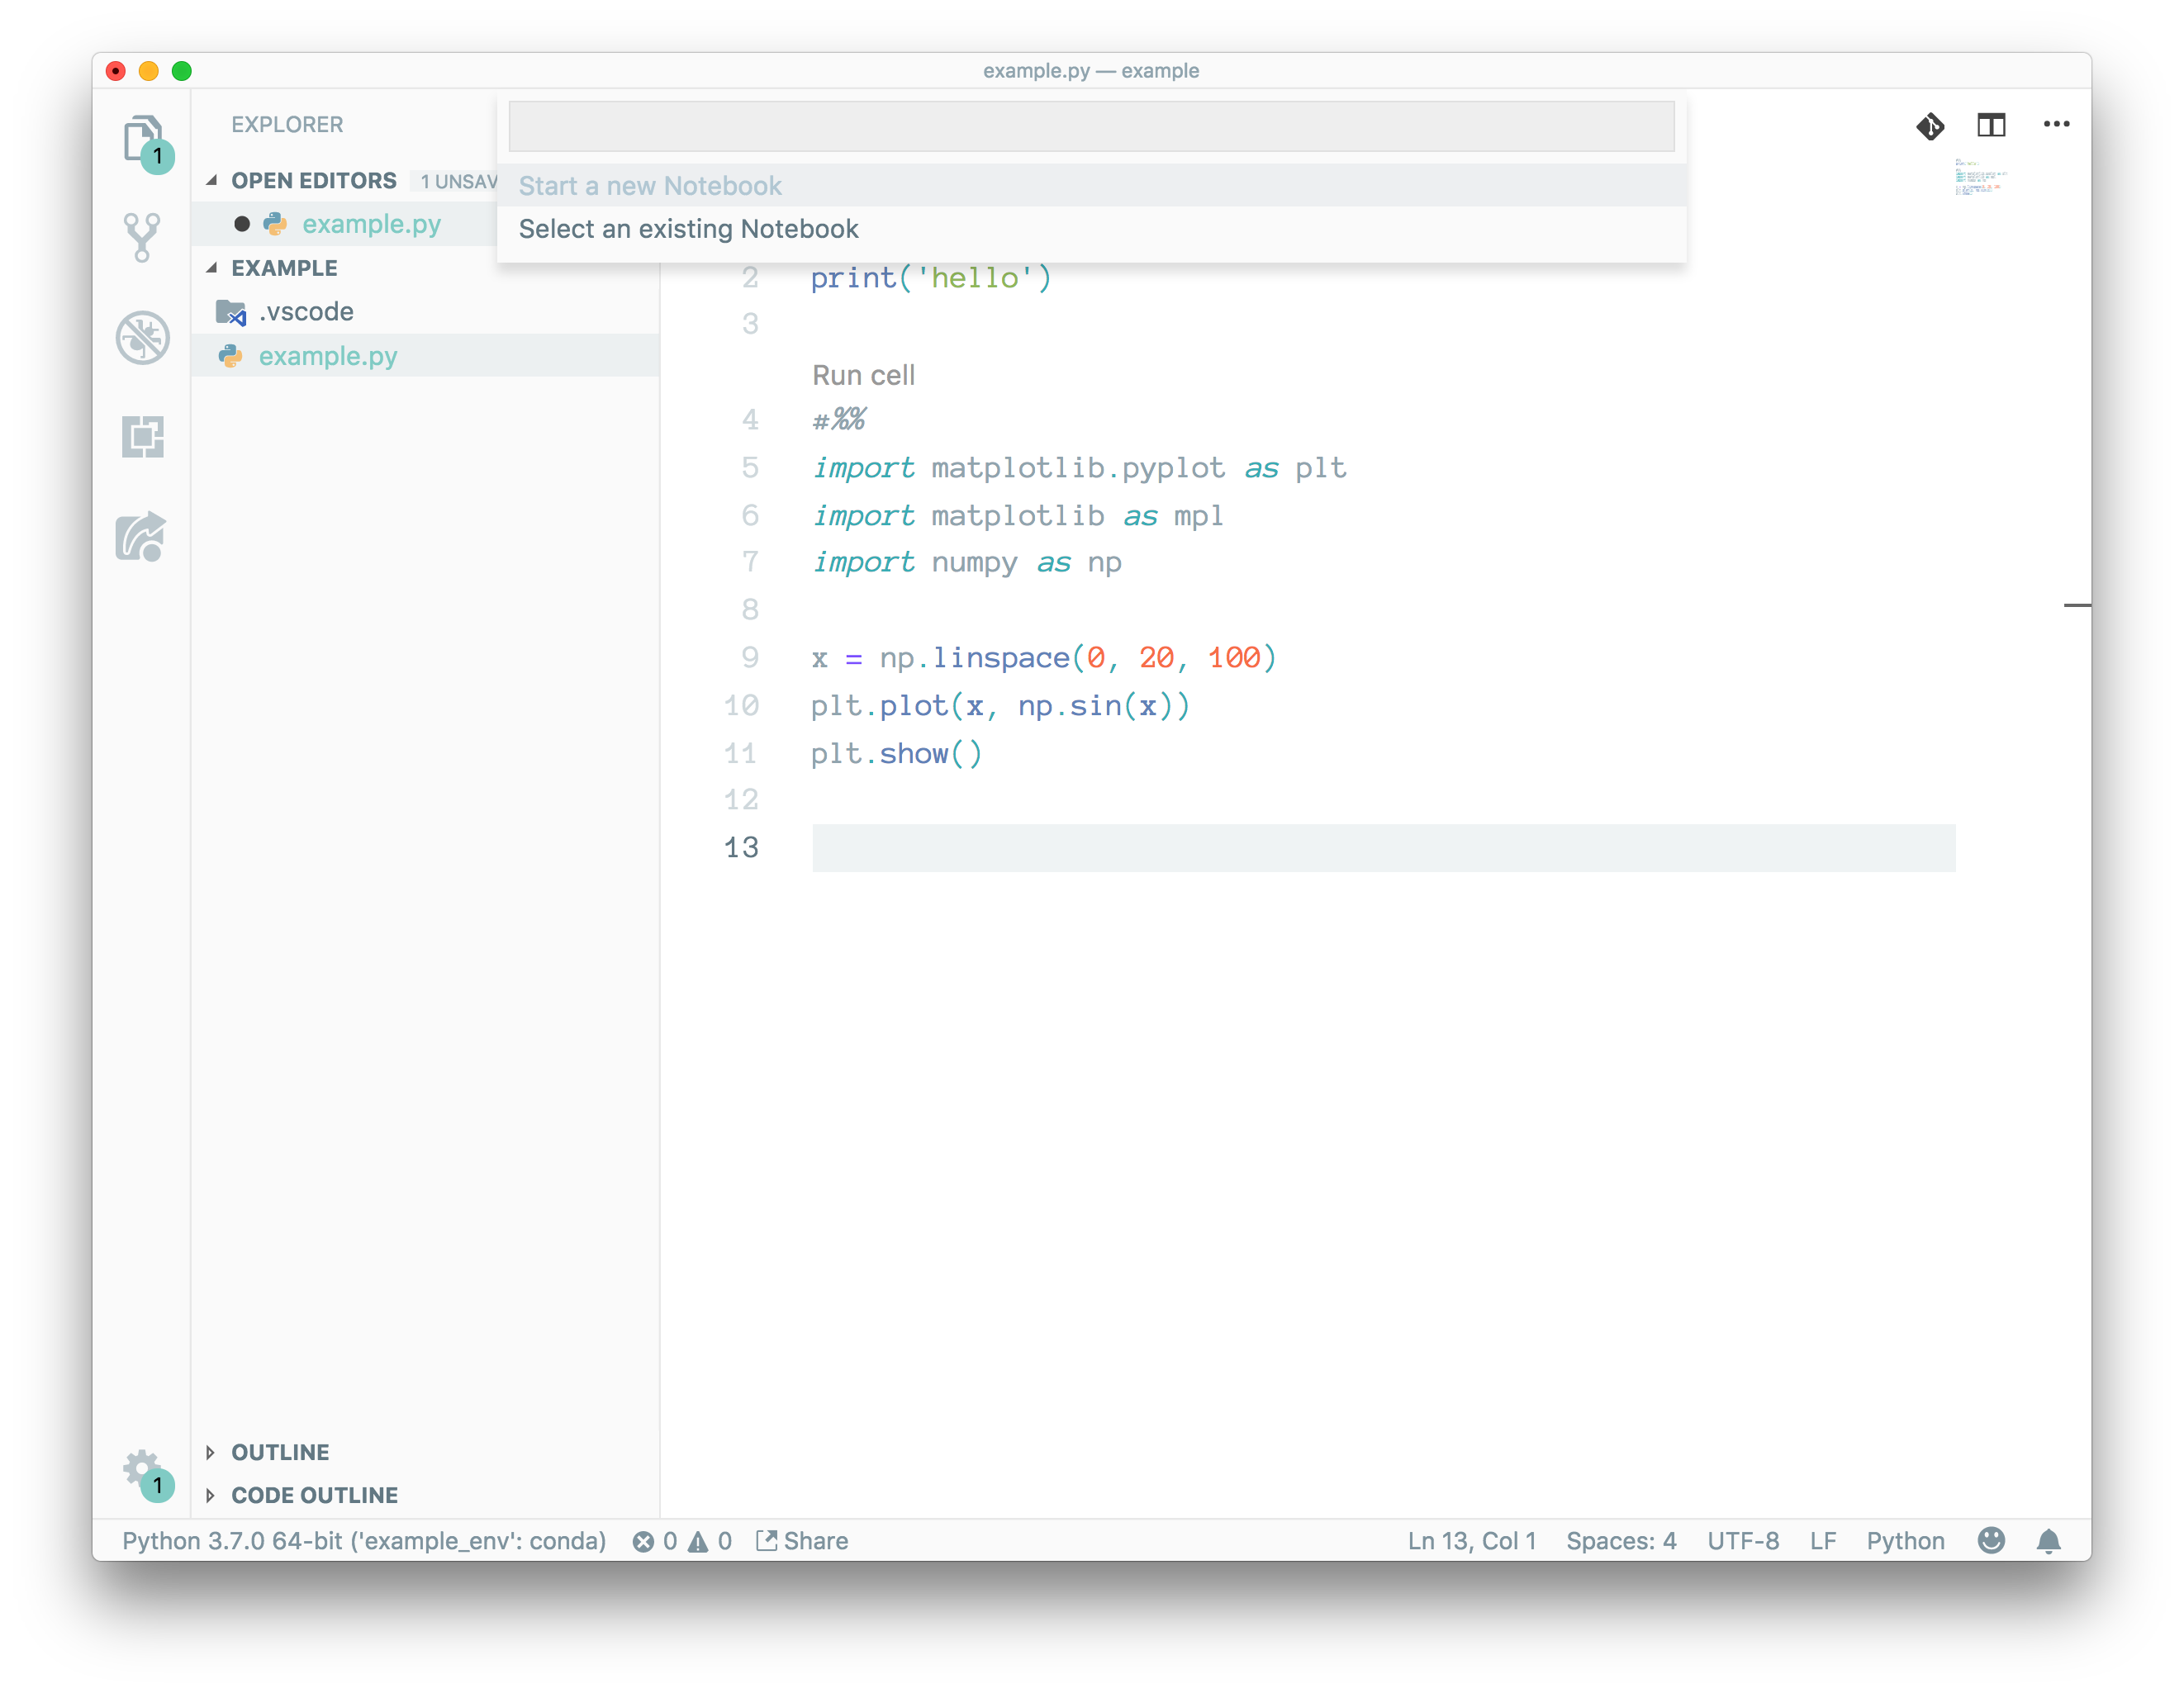 example.py — example
EXPLORER
OPEN EDITORS 1 UNSAV
example.py
EXAMPLE
.vscode
example.py
OUTLINE
CODE OUTLINE
1
1
Start a new Notebook
Select an existing Notebook
2 print('hello')
3
Run cell
4 #%%
5 import matplotlib.pyplot as plt
6 import matplotlib as mpl
7 import numpy as np
8
9 x = np.linspace(0, 20, 100)
10 plt.plot(x, np.sin(x))
11 plt.show()
12
13
Python 3.7.0 64-bit ('example_env': conda) 0 0 Share Ln 13, Col 1 Spaces: 4 UTF-8 LF Python